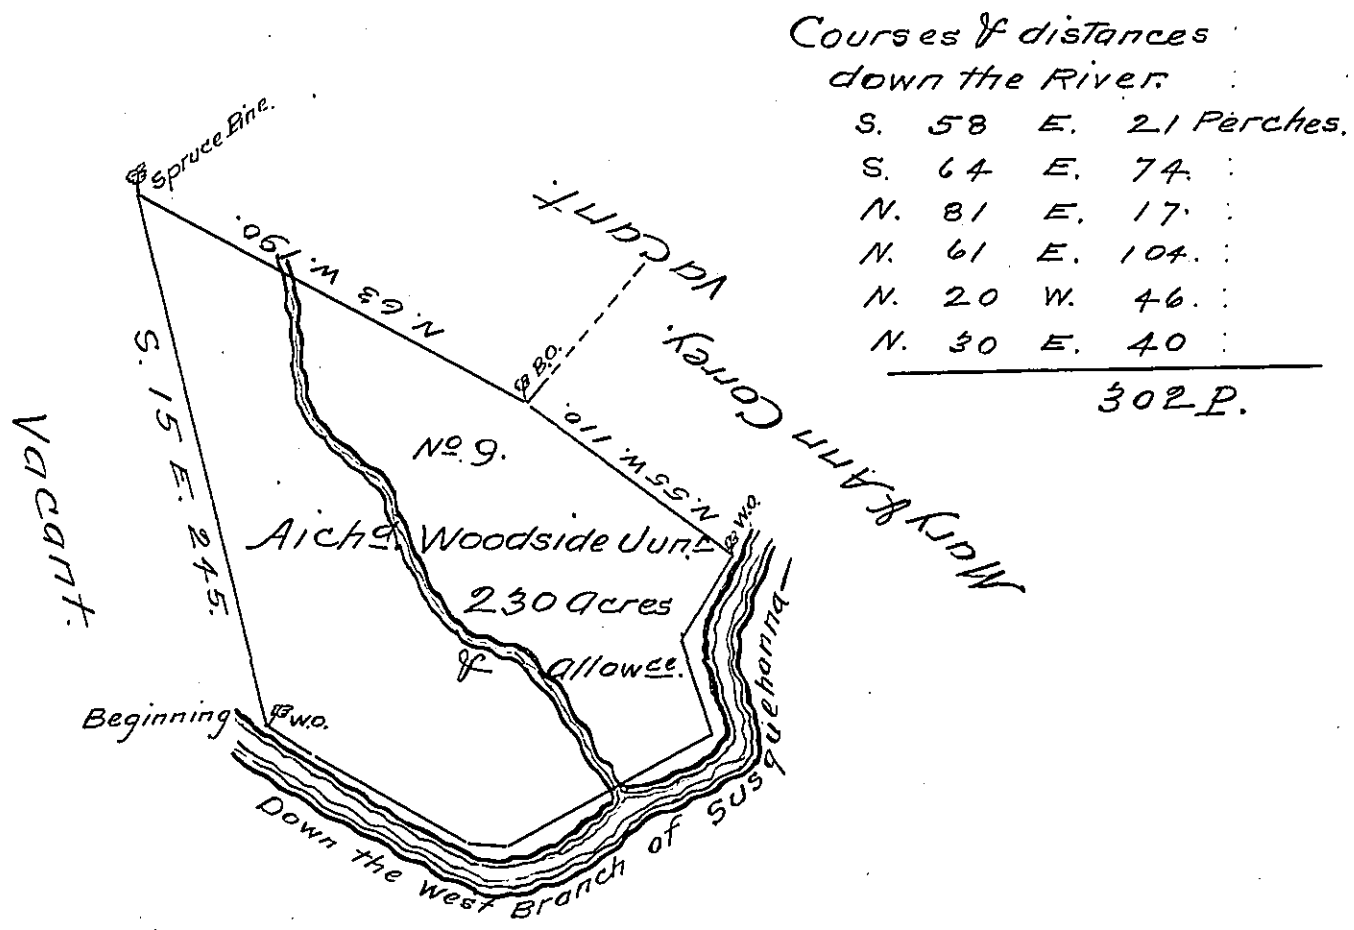 Courses & distances
down the River.
S. 58 E. 21 Perches.
S. 64 E. 74.
N. 81 E. 17.
N. 61 E. 104.
N. 20 W. 46.
N. 30 E. 40
302 P.
Spruce Pine.
N. 63 W. 190.
Vacant.
B.O.
N. 55 W. 110.
Mary & Ann Correy.
W.O.
S. 15 E. 245.
Vacant.
No. 9.
Aichd. Woodside Junr.
230 Acres
& allowce.
Beginning
W.O.
Down the West Branch of Susquehanna